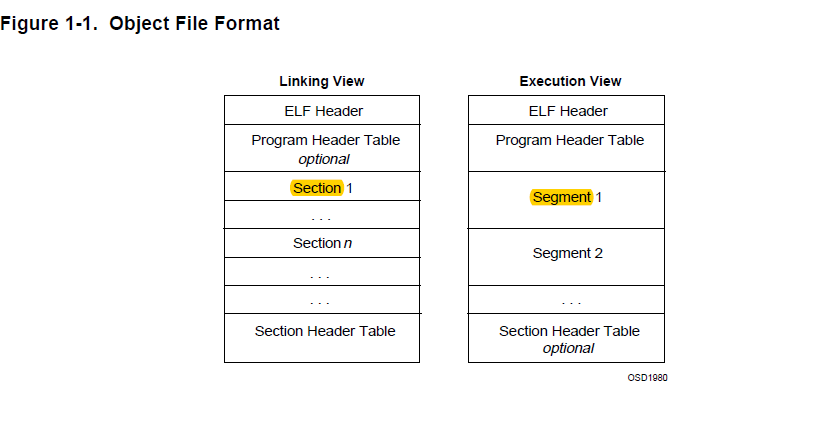 Figure 1-1. Object File Format
Linking View
ELF Header
Program Header Table
optional
Section 1
. . .
Section n
. . .
. . .
Section Header Table
Execution View
ELF Header
Program Header Table
Segment 1
Segment 2
. . .
Section Header Table
optional
OSD1980